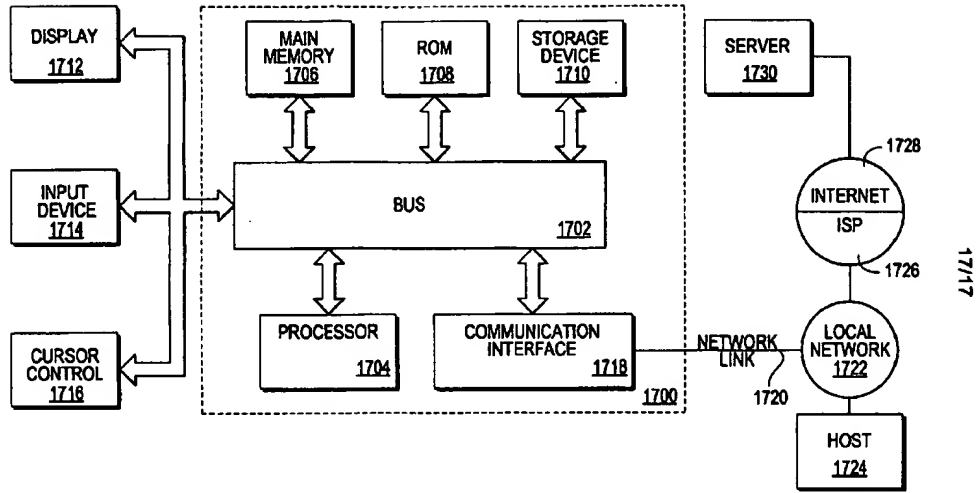 DISPLAY
1712
INPUT
DEVICE
1714
CURSOR
CONTROL
1716
MAIN
MEMORY
1706
ROM
1708
STORAGE
DEVICE
1710
BUS
1702
PROCESSOR
1704
COMMUNICATION
INTERFACE
1718
1700
NETWORK
LINK
1720
SERVER
1730
1728
INTERNET
ISP
1726
LOCAL
NETWORK
1722
HOST
1724
17/17